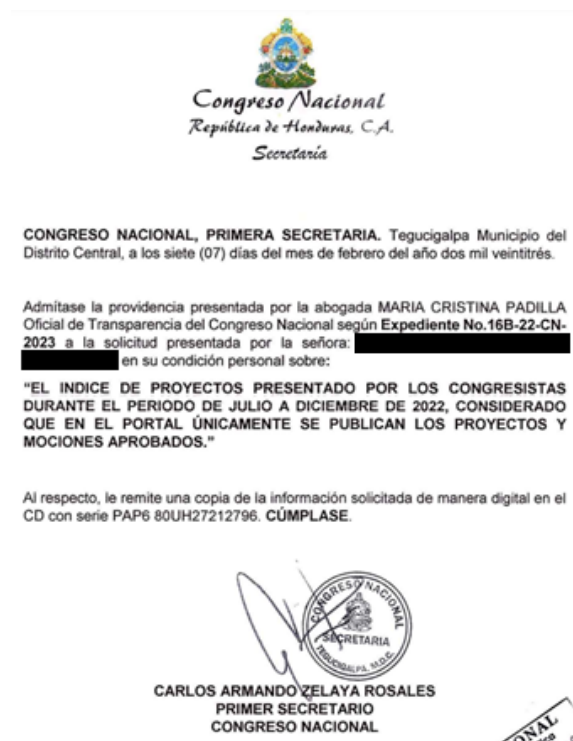 Congreso Nacional
República de Honduras, C.A.
Secretaría
CONGRESO NACIONAL, PRIMERA SECRETARIA. Tegucigalpa Municipio del
Distrito Central, a los siete (07) días del mes de febrero del año dos mil veintitrés.
Admítase la providencia presentada por la abogada MARIA CRISTINA PADILLA
Oficial de Transparencia del Congreso Nacional según Expediente No.16B-22-CN-
2023 a la solicitud presentada por la señora:
en su condición personal sobre:
"EL INDICE DE PROYECTOS PRESENTADO POR LOS CONGRESISTAS
DURANTE EL PERIODO DE JULIO A DICIEMBRE DE 2022, CONSIDERADO
QUE EN EL PORTAL ÚNICAMENTE SE PUBLICAN LOS PROYECTOS Y
MOCIONES APROBADOS."
Al respecto, le remite una copia de la información solicitada de manera digital en el
CD con serie PAP6 80UH27212796. CÚMPLASE.
CONGRESO NACIONAL
SECRETARIA
TEGUCIGALPA, M.D.C.
CARLOS ARMANDO ZELAYA ROSALES
PRIMER SECRETARIO
CONGRESO NACIONAL